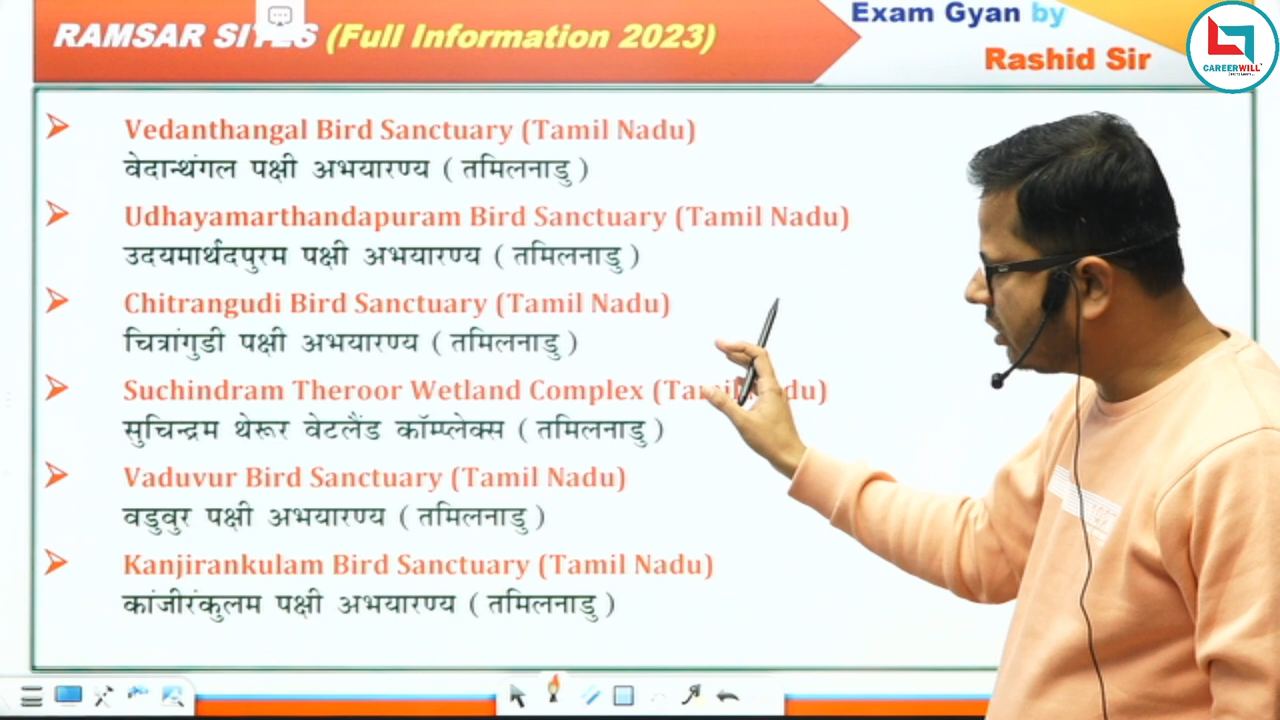 RAMSAR SITES (Full Information 2023)
Exam Gyan by
Rashid Sir
CAREERWILL
Vedanthangal Bird Sanctuary (Tamil Nadu)
वेदान्थंगल पक्षी अभयारण्य ( तमिलनाडु )
Udhayamarthandapuram Bird Sanctuary (Tamil Nadu)
उदयमार्थंदपुरम पक्षी अभयारण्य ( तमिलनाडु )
Chitrangudi Bird Sanctuary (Tamil Nadu)
चित्रांगुडी पक्षी अभयारण्य ( तमिलनाडु )
Suchindram Theroor Wetland Complex (Tamil Nadu)
सुचिन्द्रम थेरूर वेटलैंड कॉम्प्लेक्स ( तमिलनाडु )
Vaduvur Bird Sanctuary (Tamil Nadu)
वडुवुर पक्षी अभयारण्य ( तमिलनाडु )
Kanjirankulam Bird Sanctuary (Tamil Nadu)
कांजीरंकुलम पक्षी अभयारण्य ( तमिलनाडु )